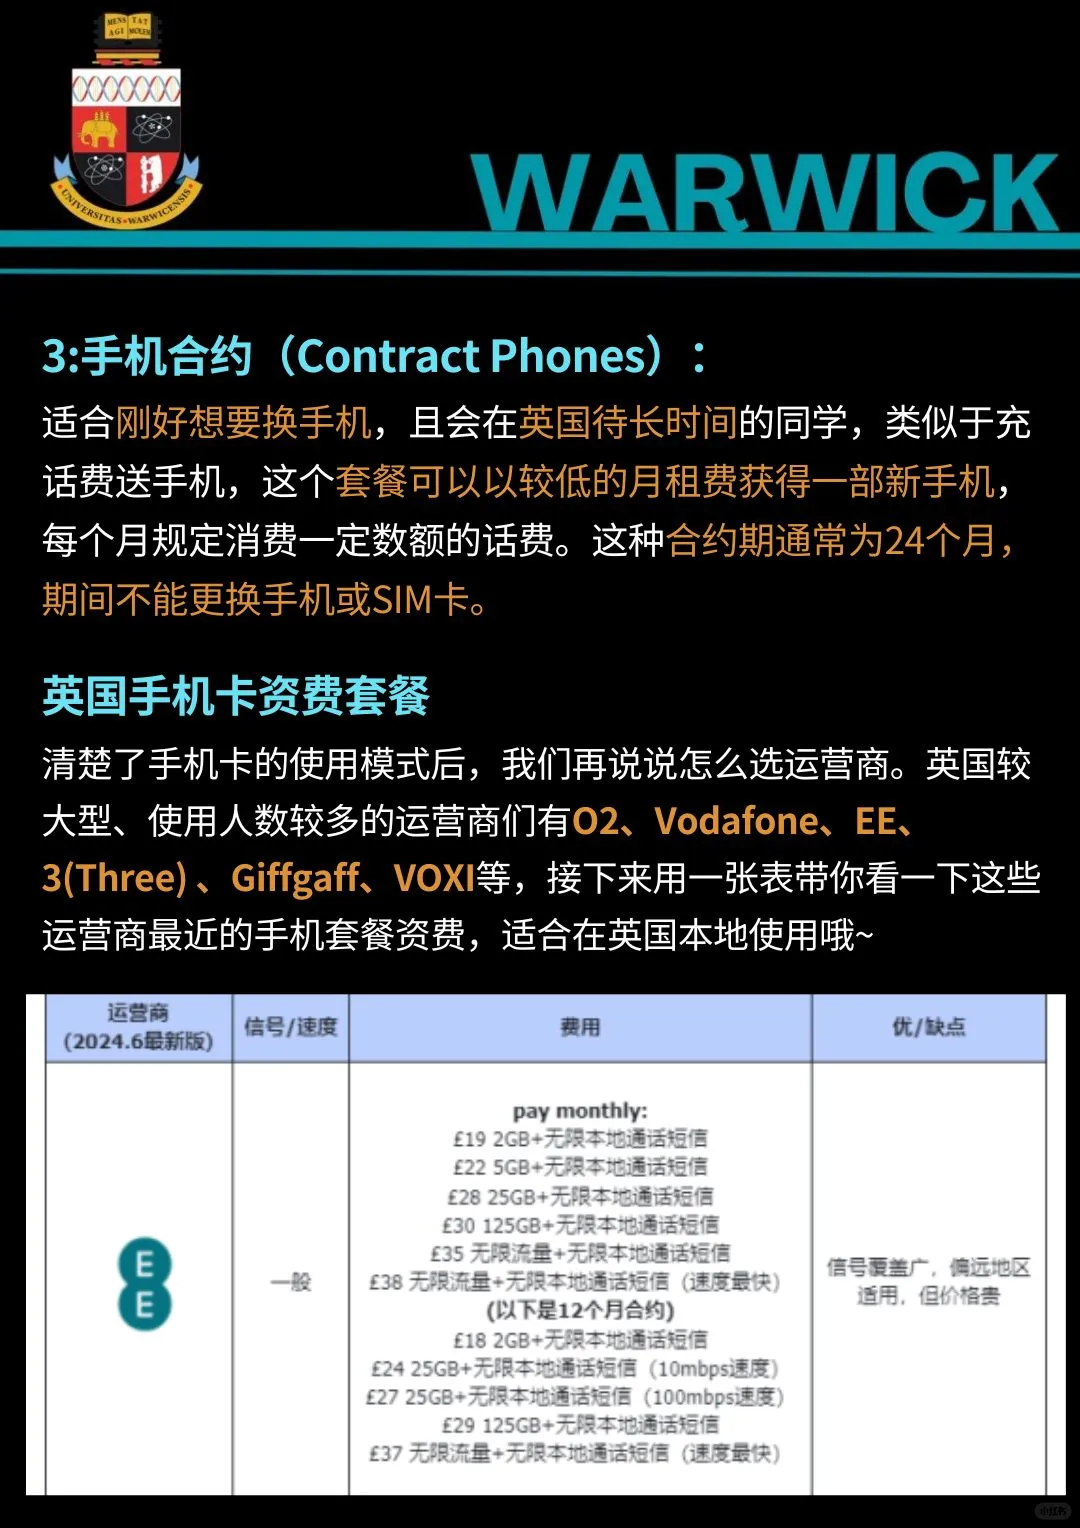 MENS TAT
AGI MOLEM
UNIVERSITAS WARWICENSIS
WARWICK
3:手机合约（Contract Phones）：
适合刚好想要换手机，且会在英国待长时间的同学，类似于充
话费送手机，这个套餐可以以较低的月租费获得一部新手机，
每个月规定消费一定数额的话费。这种合约期通常为24个月，
期间不能更换手机或SIM卡。
英国手机卡资费套餐
清楚了手机卡的使用模式后，我们再说说怎么选运营商。英国较
大型、使用人数较多的运营商们有O2、Vodafone、EE、
3(Three) 、Giffgaff、VOXI等，接下来用一张表带你看一下这些
运营商最近的手机套餐资费，适合在英国本地使用哦~
运营商
(2024.6最新版)
信号/速度
费用
优/缺点
E
E
一般
pay monthly:
£19 2GB+无限本地通话短信
£22 5GB+无限本地通话短信
£28 25GB+无限本地通话短信
£30 125GB+无限本地通话短信
£35 无限流量+无限本地通话短信
£38 无限流量+无限本地通话短信（速度最快）
(以下是12个月合约)
£18 2GB+无限本地通话短信
£24 25GB+无限本地通话短信（10mbps速度）
£27 25GB+无限本地通话短信（100mbps速度）
£29 125GB+无限本地通话短信
£37 无限流量+无限本地通话短信（速度最快）
信号覆盖广，偏远地区
适用，但价格贵
小红书